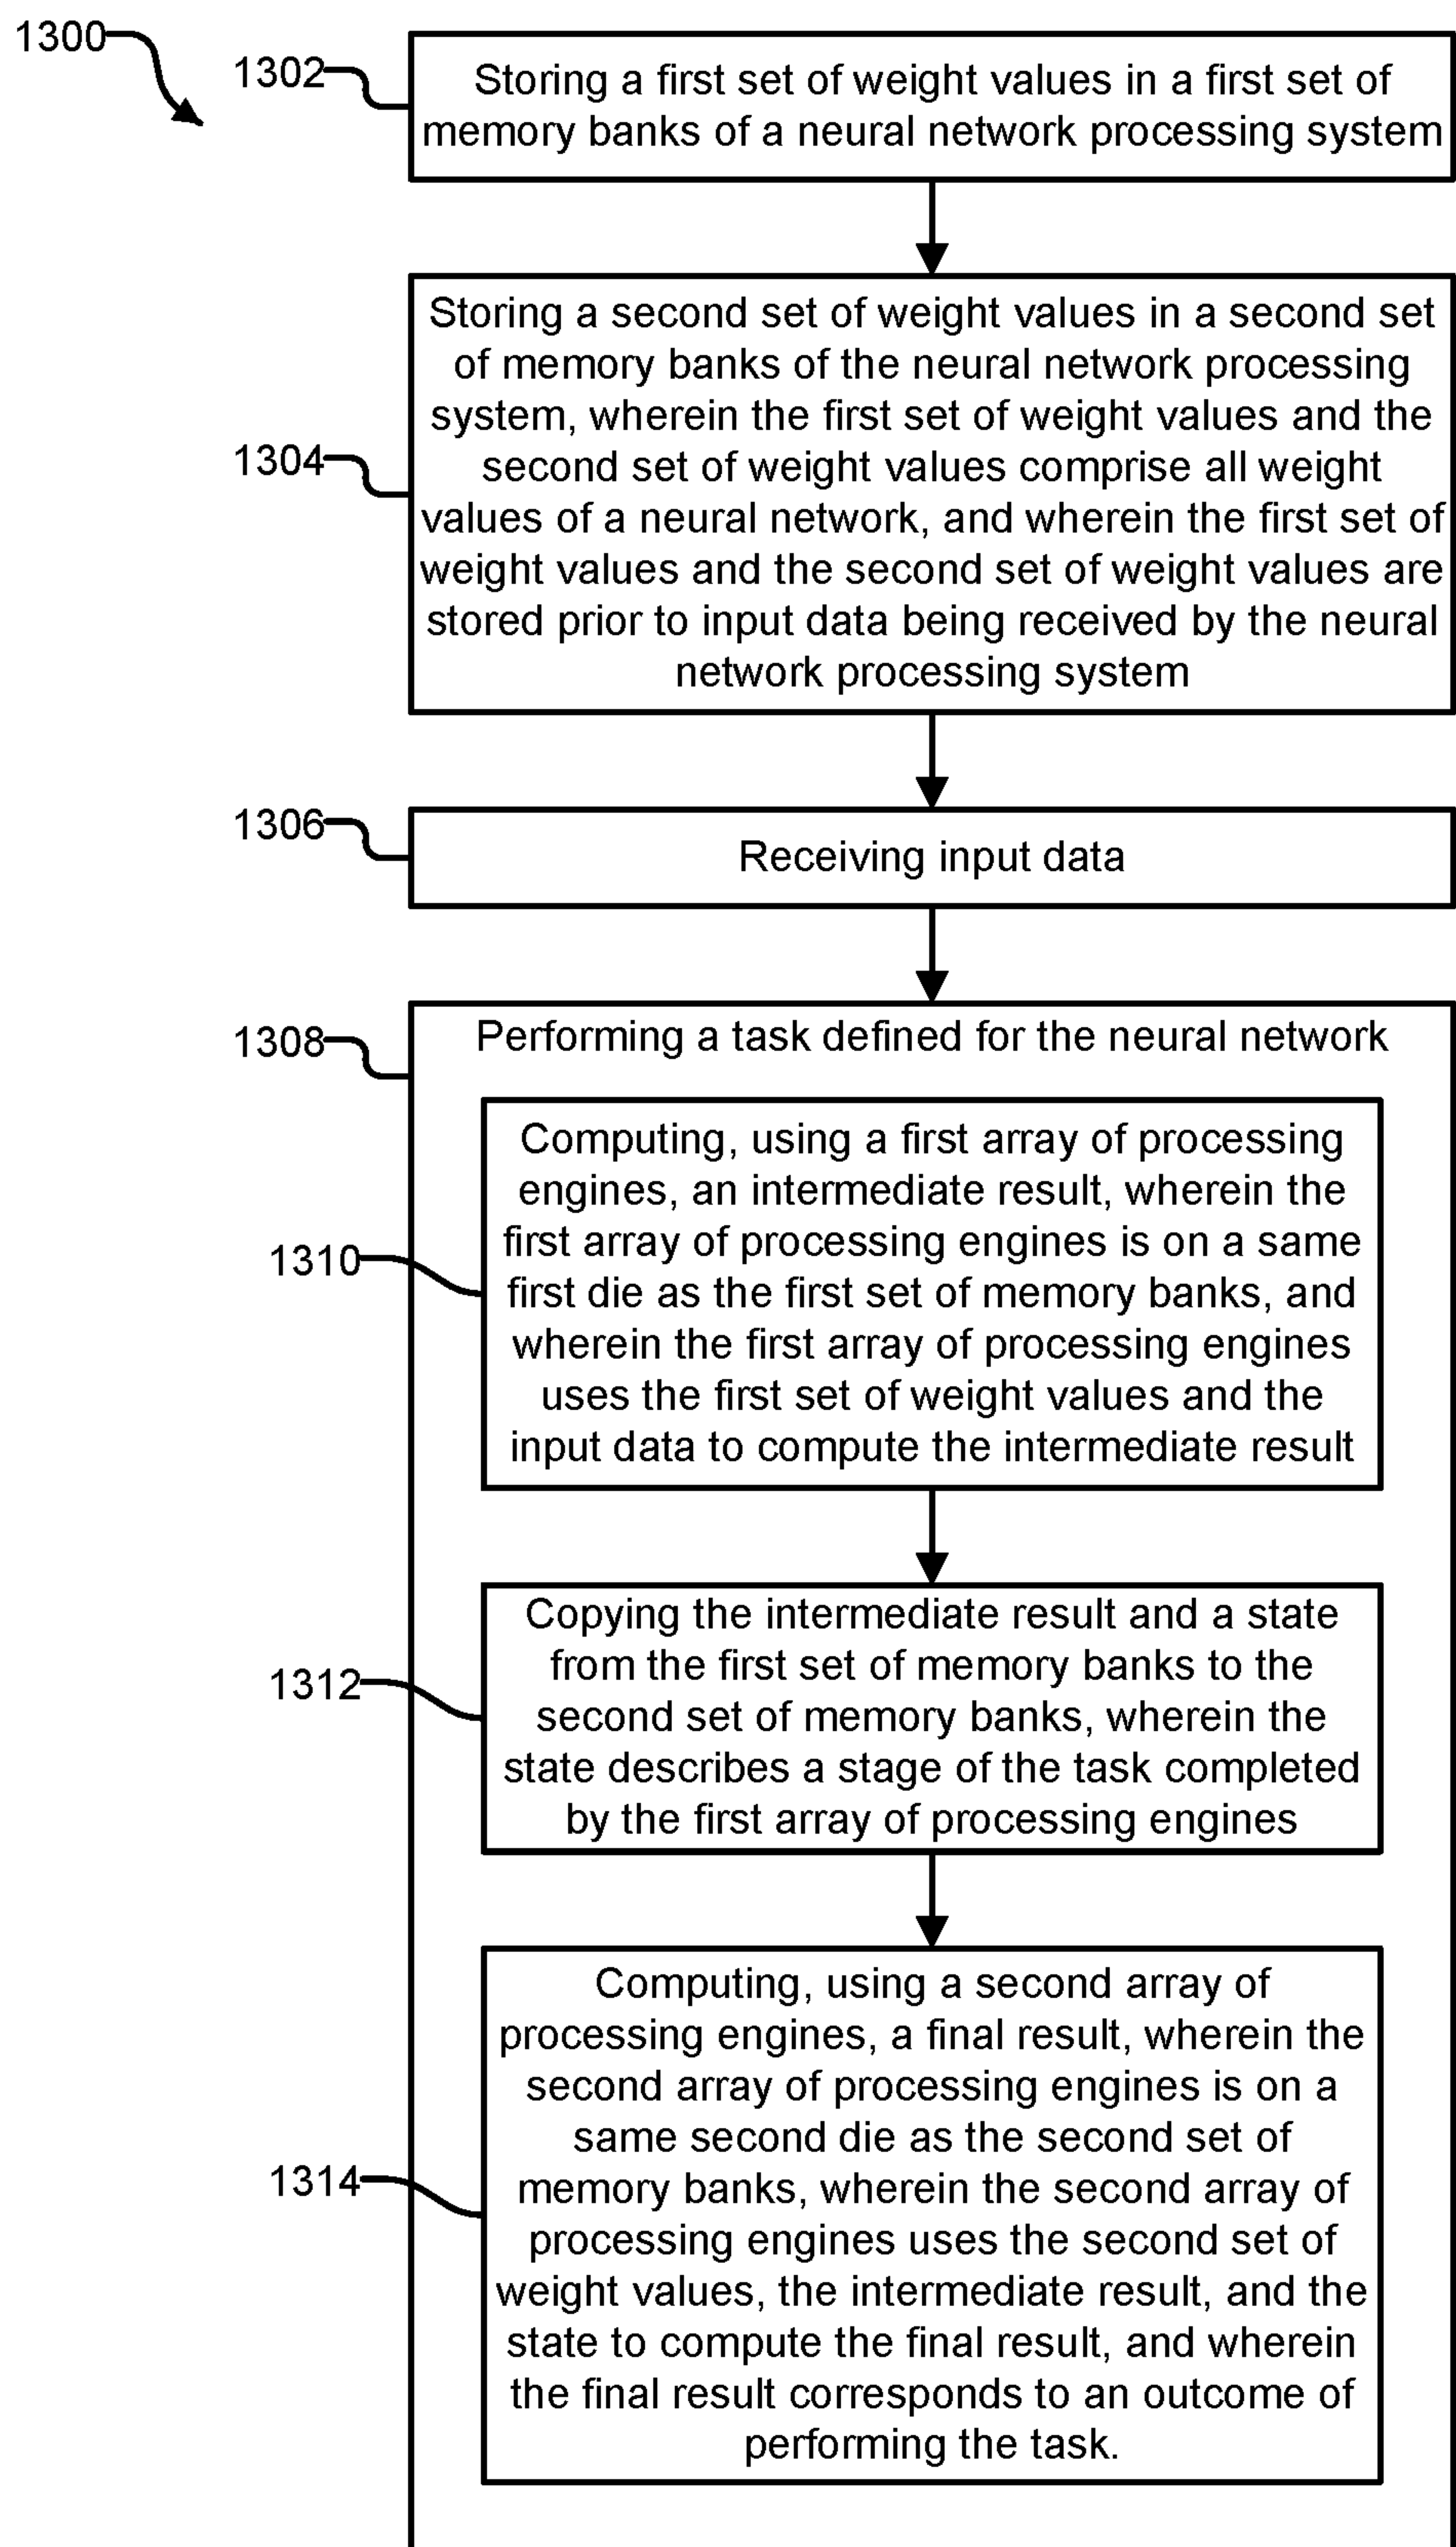 1300
1302
Storing a first set of weight values in a first set of
memory banks of a neural network processing system
1304
Storing a second set of weight values in a second set
of memory banks of the neural network processing
system, wherein the first set of weight values and the
second set of weight values comprise all weight
values of a neural network, and wherein the first set of
weight values and the second set of weight values are
stored prior to input data being received by the neural
network processing system
1306
Receiving input data
1308
Performing a task defined for the neural network
1310
Computing, using a first array of processing
engines, an intermediate result, wherein the
first array of processing engines is on a same
first die as the first set of memory banks, and
wherein the first array of processing engines
uses the first set of weight values and the
input data to compute the intermediate result
1312
Copying the intermediate result and a state
from the first set of memory banks to the
second set of memory banks, wherein the
state describes a stage of the task completed
by the first array of processing engines
1314
Computing, using a second array of
processing engines, a final result, wherein the
second array of processing engines is on a
same second die as the second set of
memory banks, wherein the second array of
processing engines uses the second set of
weight values, the intermediate result, and the
state to compute the final result, and wherein
the final result corresponds to an outcome of
performing the task.